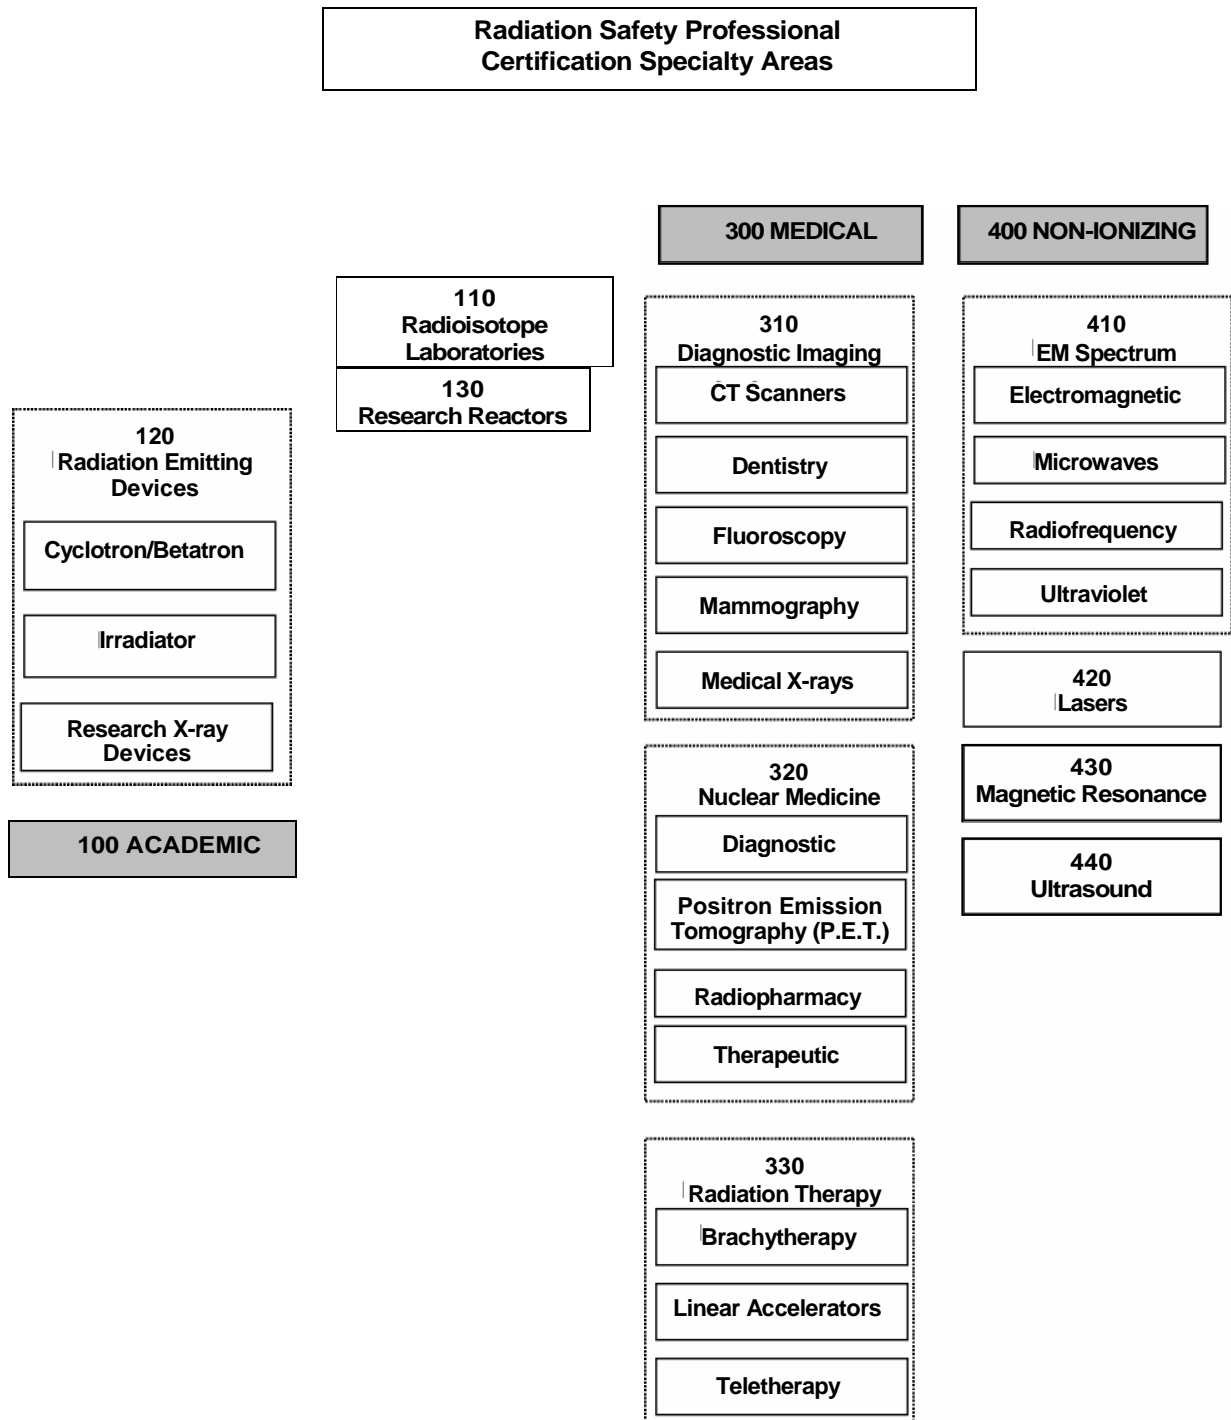 Radiation Safety Professional
Certification Specialty Areas
100 ACADEMIC
110
Radioisotope
Laboratories
130
Research Reactors
120
Radiation Emitting
Devices
Cyclotron/Betatron
Irradiator
Research X-ray
Devices
300 MEDICAL
310
Diagnostic Imaging
CT Scanners
Dentistry
Fluoroscopy
Mammography
Medical X-rays
320
Nuclear Medicine
Diagnostic
Positron Emission
Tomography (P.E.T.)
Radiopharmacy
Therapeutic
330
Radiation Therapy
Brachytherapy
Linear Accelerators
Teletherapy
400 NON-IONIZING
410
EM Spectrum
Electromagnetic
Microwaves
Radiofrequency
Ultraviolet
420
Lasers
430
Magnetic Resonance
440
Ultrasound